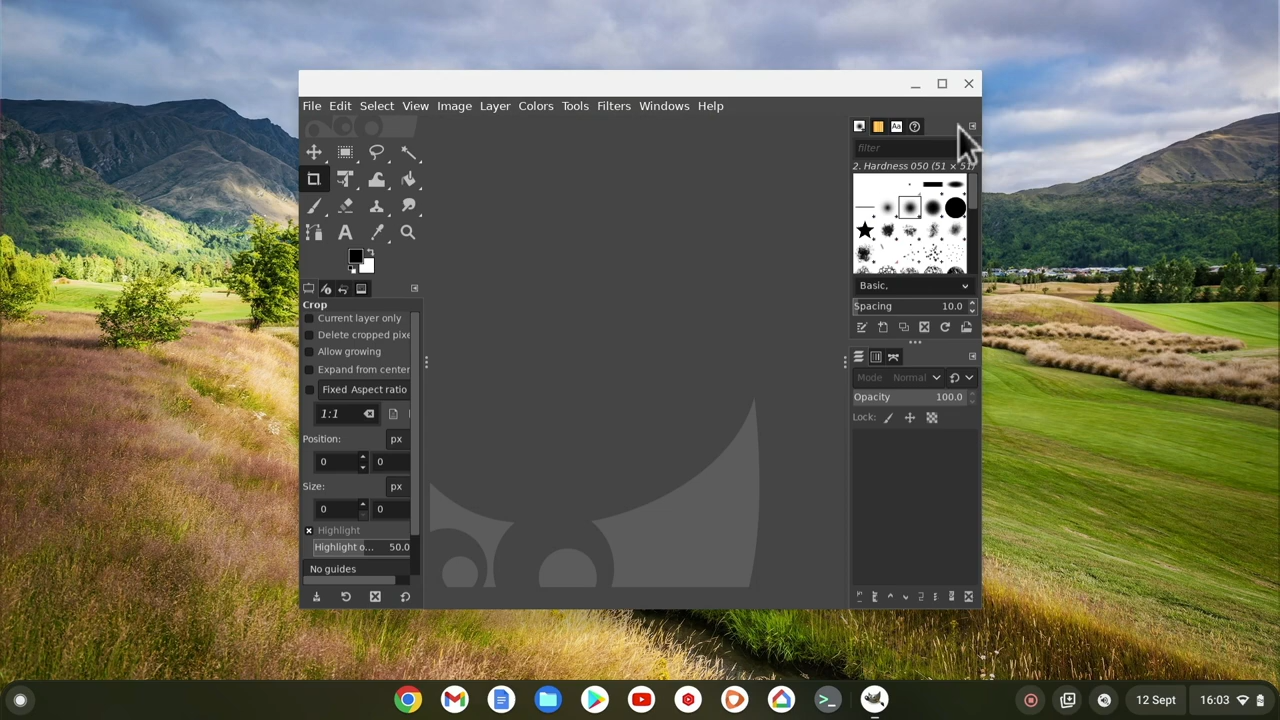 File Edit Select View Image Layer Colors Tools Filters Windows Help
Aa
filter
2. Hardness 050 (51 × 51)
Basic,
Spacing 10.0
Crop
Current layer only
Delete cropped pixe
Allow growing
Expand from center
Fixed Aspect ratio
1:1
Position: px
0 0
Size: px
0 0
Highlight
Highlight o... 50.0
No guides
Mode Normal
Opacity 100.0
Lock:
12 Sept 16:03